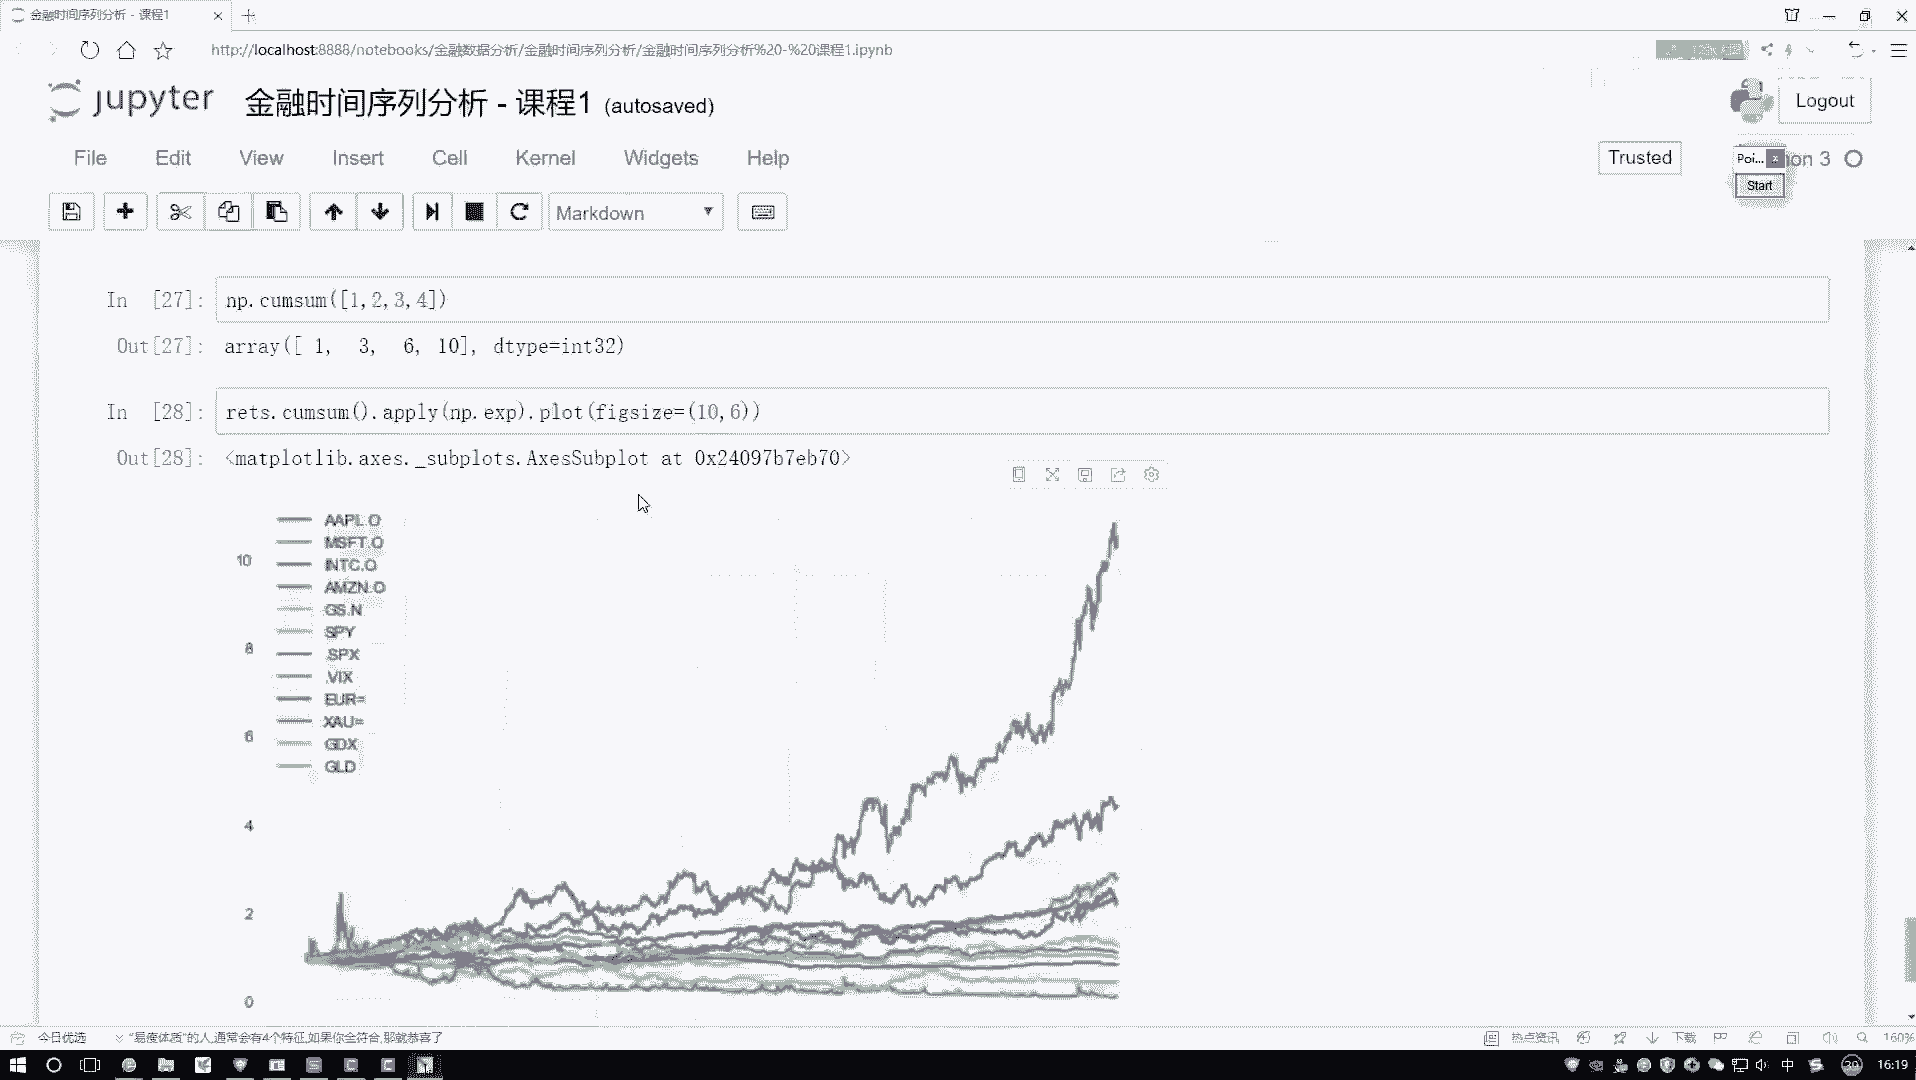 金融时间序列分析 - 课程1
http://localhost:8888/notebooks/金融数据分析/金融时间序列分析/金融时间序列分析%20-%20课程1.ipynb
jupyter 金融时间序列分析 - 课程1 (autosaved)
Logout
File Edit View Insert Cell Kernel Widgets Help
Trusted
Poi... on 3
Start
Markdown
In [27]: np.cumsum([1,2,3,4])
Out[27]: array([ 1, 3, 6, 10], dtype=int32)
In [28]: rets.cumsum().apply(np.exp).plot(figsize=(10,6))
Out[28]: <matplotlib.axes._subplots.AxesSubplot at 0x24097b7eb70>
AAPL.O
MSFT.O
INTC.O
AMZN.O
GS.N
SPY
.SPX
.VIX
EUR=
XAU=
GDX
GLD
10
8
6
4
2
0
今日优选
"易瘦体质"的人,通常会有4个特征,如果你全符合,那就恭喜了
热点资讯
下载
160%
中
16:19